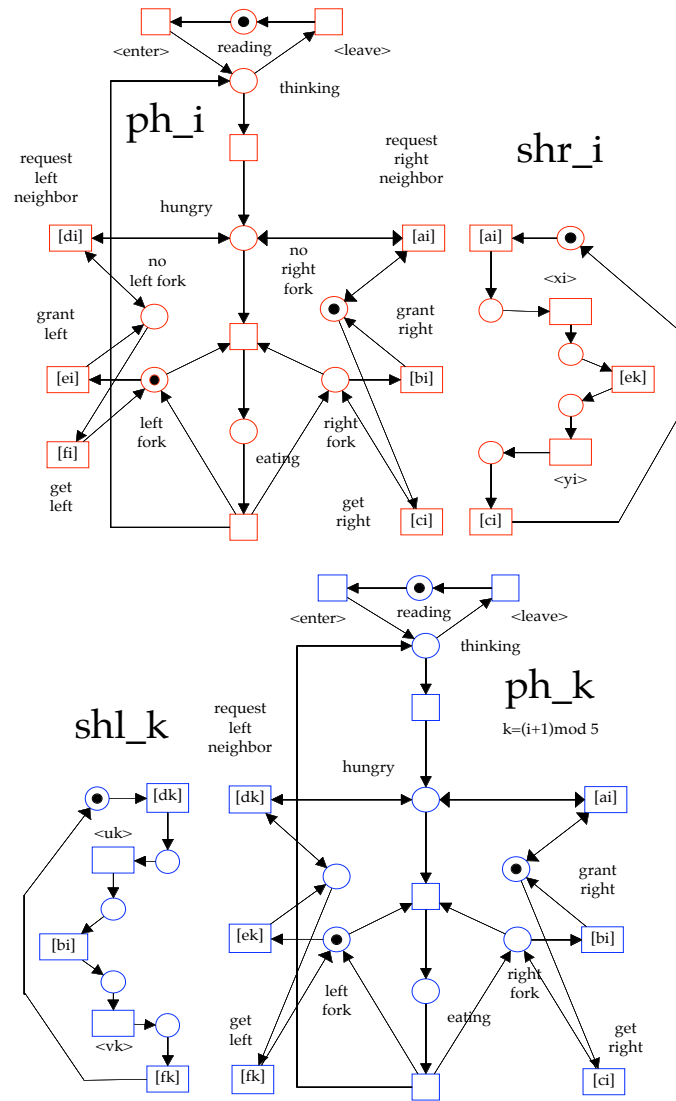 <enter>
reading
<leave>
thinking
ph_i
request
left
neighbor
request
right
neighbor
shr_i
hungry
[di]
[ai]
[ai]
no
left fork
no
right
fork
<xi>
grant
left
grant
right
[ei]
[bi]
[ek]
left
fork
right
fork
[fi]
eating
<yi>
get
left
get
right
[ci]
[ci]
<enter>
reading
<leave>
thinking
ph_k
k=(i+1)mod 5
shl_k
request
left
neighbor
hungry
[dk]
[dk]
[ai]
<uk>
grant
right
[bi]
[ek]
[bi]
left
fork
right
fork
get
left
eating
<vk>
get
right
[fk]
[fk]
[ci]